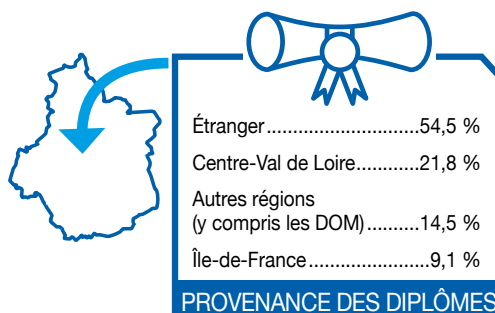 Étranger............................54,5 %
Centre-Val de Loire............21,8 %
Autres régions
(y compris les DOM)..........14,5 %
Île-de-France......................9,1 %
PROVENANCE DES DIPLÔMES